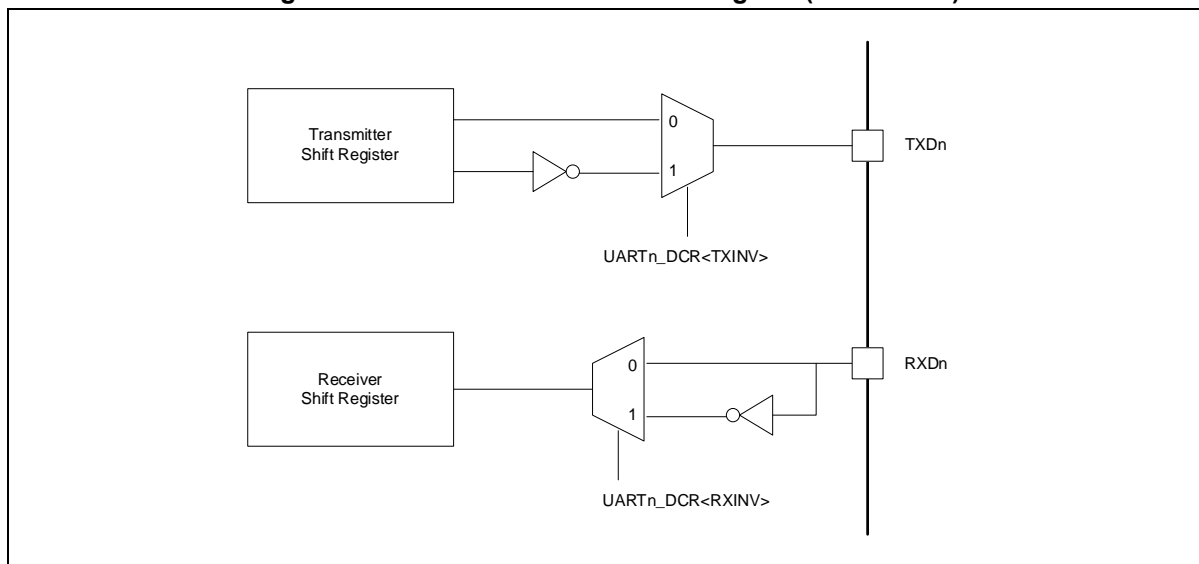 Transmitter
Shift Register
0
1
TXDn
UARTn_DCR<TXINV>
Receiver
Shift Register
0
1
RXDn
UARTn_DCR<RXINV>